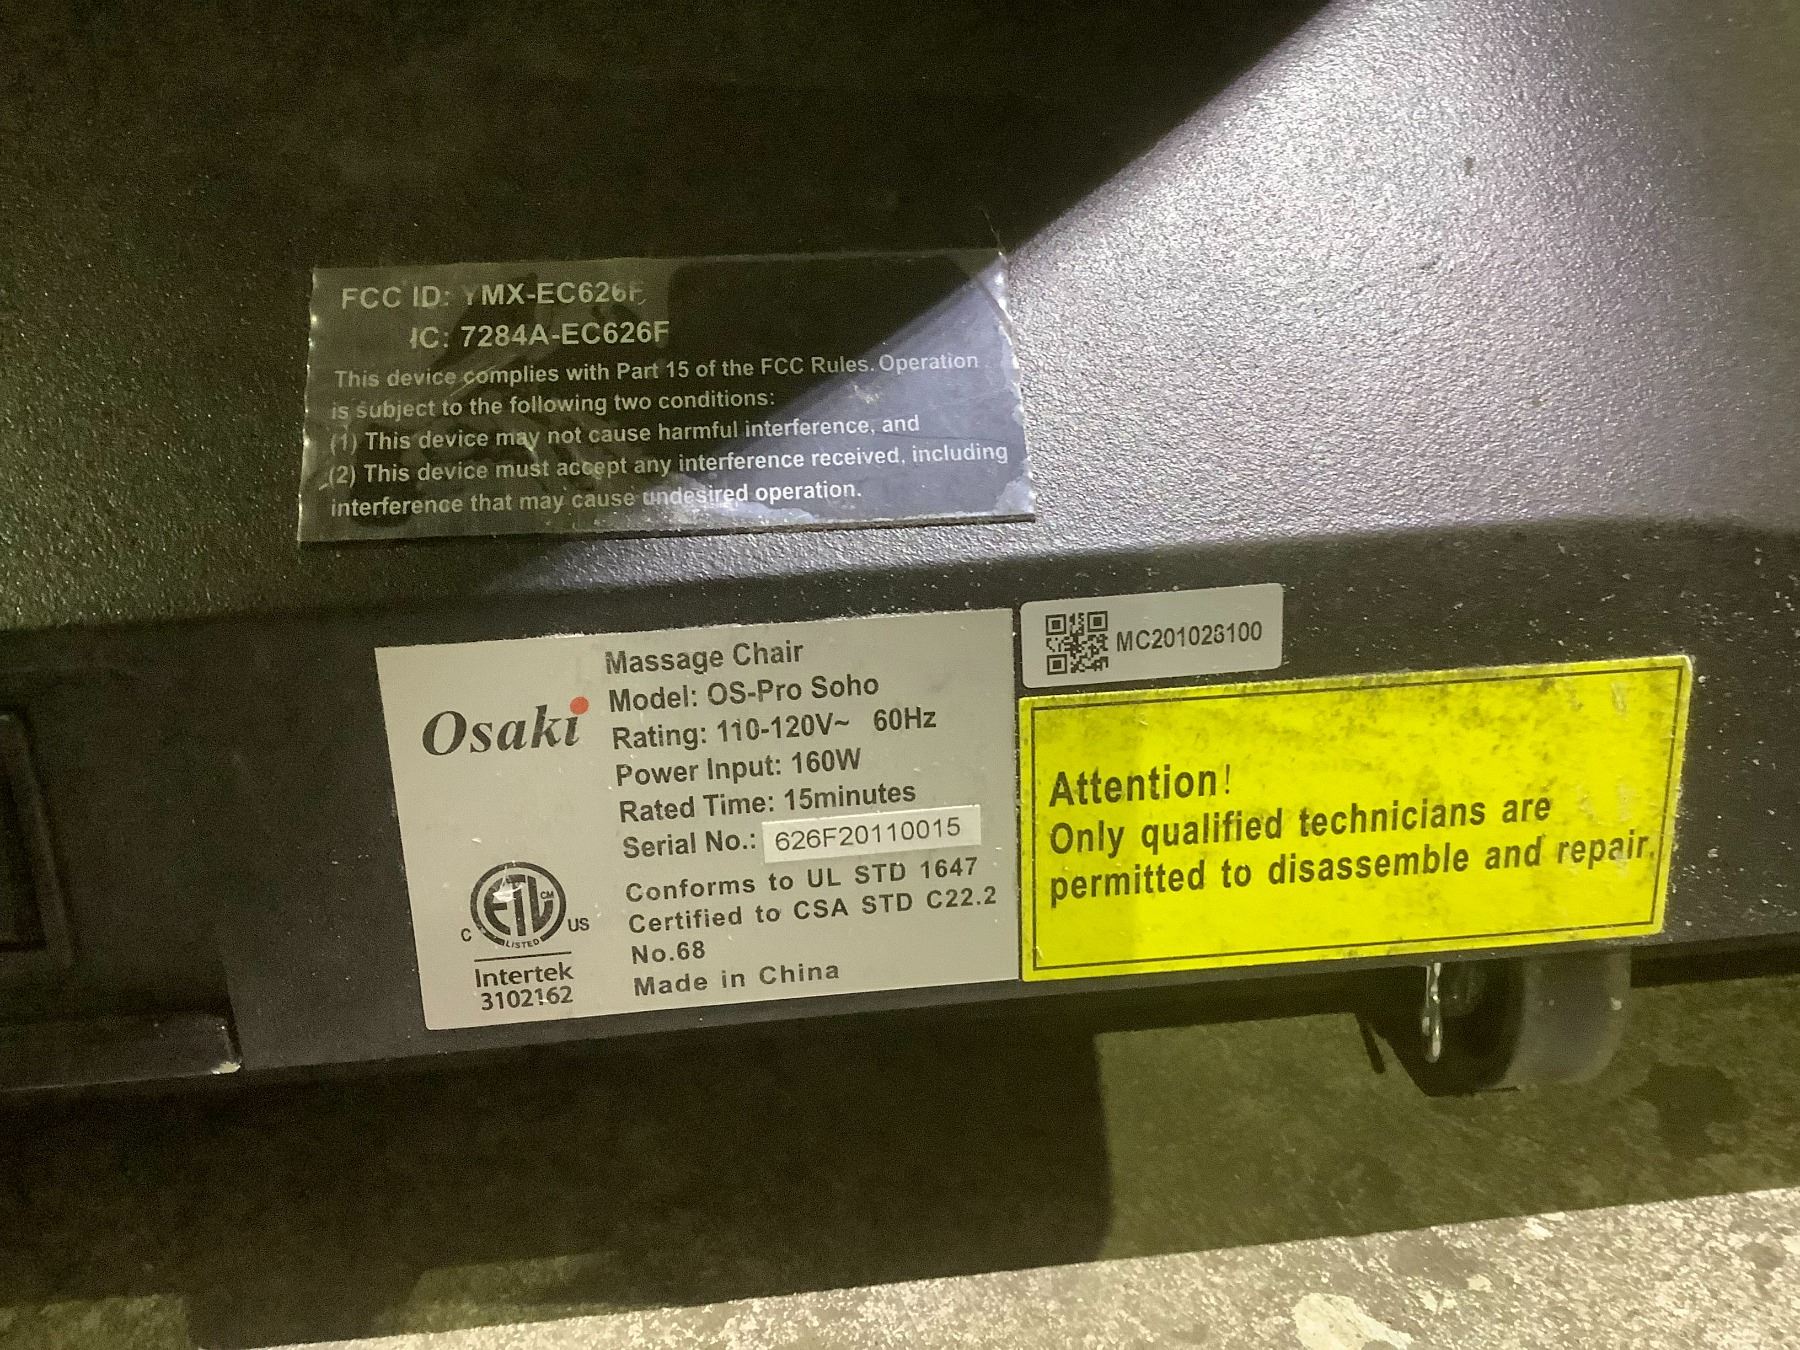 FCC ID: YMX-EC626F
IC: 7284A-EC626F
This device complies with Part 15 of the FCC Rules. Operation
is subject to the following two conditions:
(1) This device may not cause harmful interference, and
(2) This device must accept any interference received, including
interference that may cause undesired operation.
Osaki
Massage Chair
Model: OS-Pro Soho
Rating: 110-120V~ 60Hz
Power Input: 160W
Rated Time: 15minutes
Serial No.: 626F20110015
Conforms to UL STD 1647
Certified to CSA STD C22.2
No.68
Made in China
ETL CM
LISTED
C US
Intertek
3102162
MC201028100
Attention!
Only qualified technicians are
permitted to disassemble and repair.